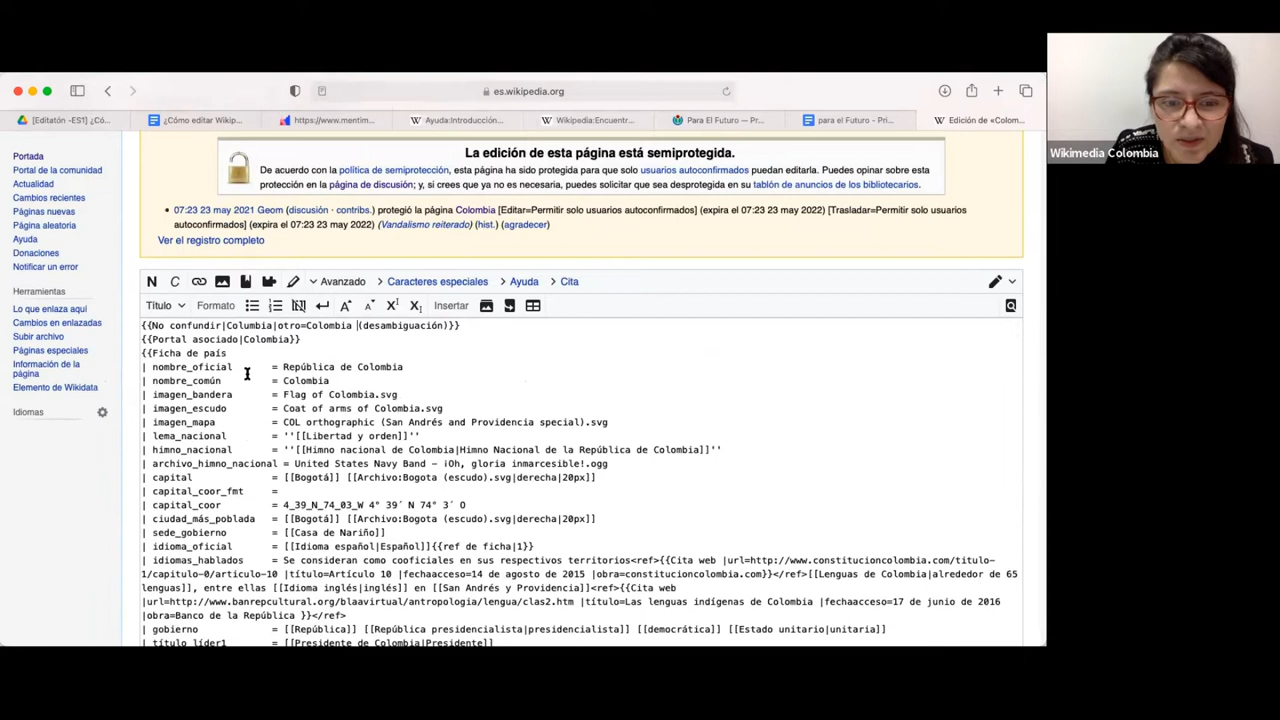 es.wikipedia.org
[Editatón -ES1] ¿Có...
¿Cómo editar Wikip...
https://www.mentim...
Ayuda:Introducción...
Wikipedia:Encuentr...
Para El Futuro — Pr...
para el Futuro - Pri...
Edición de «Colom...
Wikimedia Colombia
Portada
Portal de la comunidad
Actualidad
Cambios recientes
Páginas nuevas
Página aleatoria
Ayuda
Donaciones
Notificar un error
Herramientas
Lo que enlaza aquí
Cambios en enlazadas
Subir archivo
Páginas especiales
Información de la
página
Elemento de Wikidata
Idiomas
La edición de esta página está semiprotegida.
De acuerdo con la política de semiprotección, esta página ha sido protegida para que solo usuarios autoconfirmados puedan editarla. Puedes opinar sobre esta
protección en la página de discusión; y, si crees que ya no es necesaria, puedes solicitar que sea desprotegida en su tablón de anuncios de los bibliotecarios.
• 07:23 23 may 2021 Geom (discusión · contribs.) protegió la página Colombia [Editar=Permitir solo usuarios autoconfirmados] (expira el 07:23 23 may 2022) [Trasladar=Permitir solo usuarios
autoconfirmados] (expira el 07:23 23 may 2022) (Vandalismo reiterado) (hist.) (agradecer)
Ver el registro completo
N C Avanzado Caracteres especiales Ayuda Cita
Título Formato Insertar
{{No confundir|Columbia|otro=Colombia (desambiguación)}}
{{Portal asociado|Colombia}}
{{Ficha de país
| nombre_oficial = República de Colombia
| nombre_común = Colombia
| imagen_bandera = Flag of Colombia.svg
| imagen_escudo = Coat of arms of Colombia.svg
| imagen_mapa = COL orthographic (San Andrés and Providencia special).svg
| lema_nacional = ''[[Libertad y orden]]''
| himno_nacional = ''[[Himno nacional de Colombia|Himno Nacional de la República de Colombia]]''
| archivo_himno_nacional = United States Navy Band - ¡Oh, gloria inmarcesible!.ogg
| capital = [[Bogotá]] [[Archivo:Bogota (escudo).svg|derecha|20px]]
| capital_coor_fmt =
| capital_coor = 4_39_N_74_03_W 4° 39´ N 74° 3´ O
| ciudad_más_poblada = [[Bogotá]] [[Archivo:Bogota (escudo).svg|derecha|20px]]
| sede_gobierno = [[Casa de Nariño]]
| idioma_oficial = [[Idioma español|Español]]{{ref de ficha|1}}
| idiomas_hablados = Se consideran como cooficiales en sus respectivos territorios<ref>{{Cita web |url=http://www.constitucioncolombia.com/titulo-
1/capitulo-0/articulo-10 |título=Artículo 10 |fechaacceso=14 de agosto de 2015 |obra=constitucioncolombia.com}}</ref>[[Lenguas de Colombia|alrededor de 65
lenguas]], entre ellas [[Idioma inglés|inglés]] en [[San Andrés y Providencia]]<ref>{{Cita web
|url=http://www.banrepcultural.org/blaavirtual/antropologia/lengua/clas2.htm |título=Las lenguas indígenas de Colombia |fechaacceso=17 de junio de 2016
|obra=Banco de la República }}</ref>
| gobierno = [[República]] [[República presidencialista|presidencialista]] [[democrática]] [[Estado unitario|unitaria]]
| título_líder1 = [[Presidente de Colombia|Presidente]]